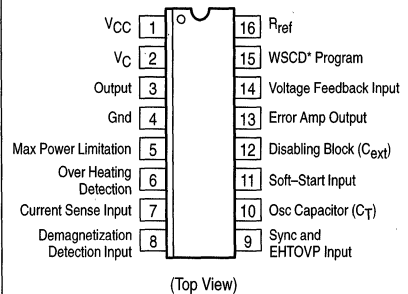 VCC 1 16 Rref
VC 2 15 WSCD* Program
Output 3 14 Voltage Feedback Input
Gnd 4 13 Error Amp Output
Max Power Limitation 5 12 Disabling Block (Cext)
Over Heating
Detection 6 11 Soft–Start Input
Current Sense Input 7 10 Osc Capacitor (CT)
Demagnetization
Detection Input 8 9 Sync and
EHTOVP Input
(Top View)